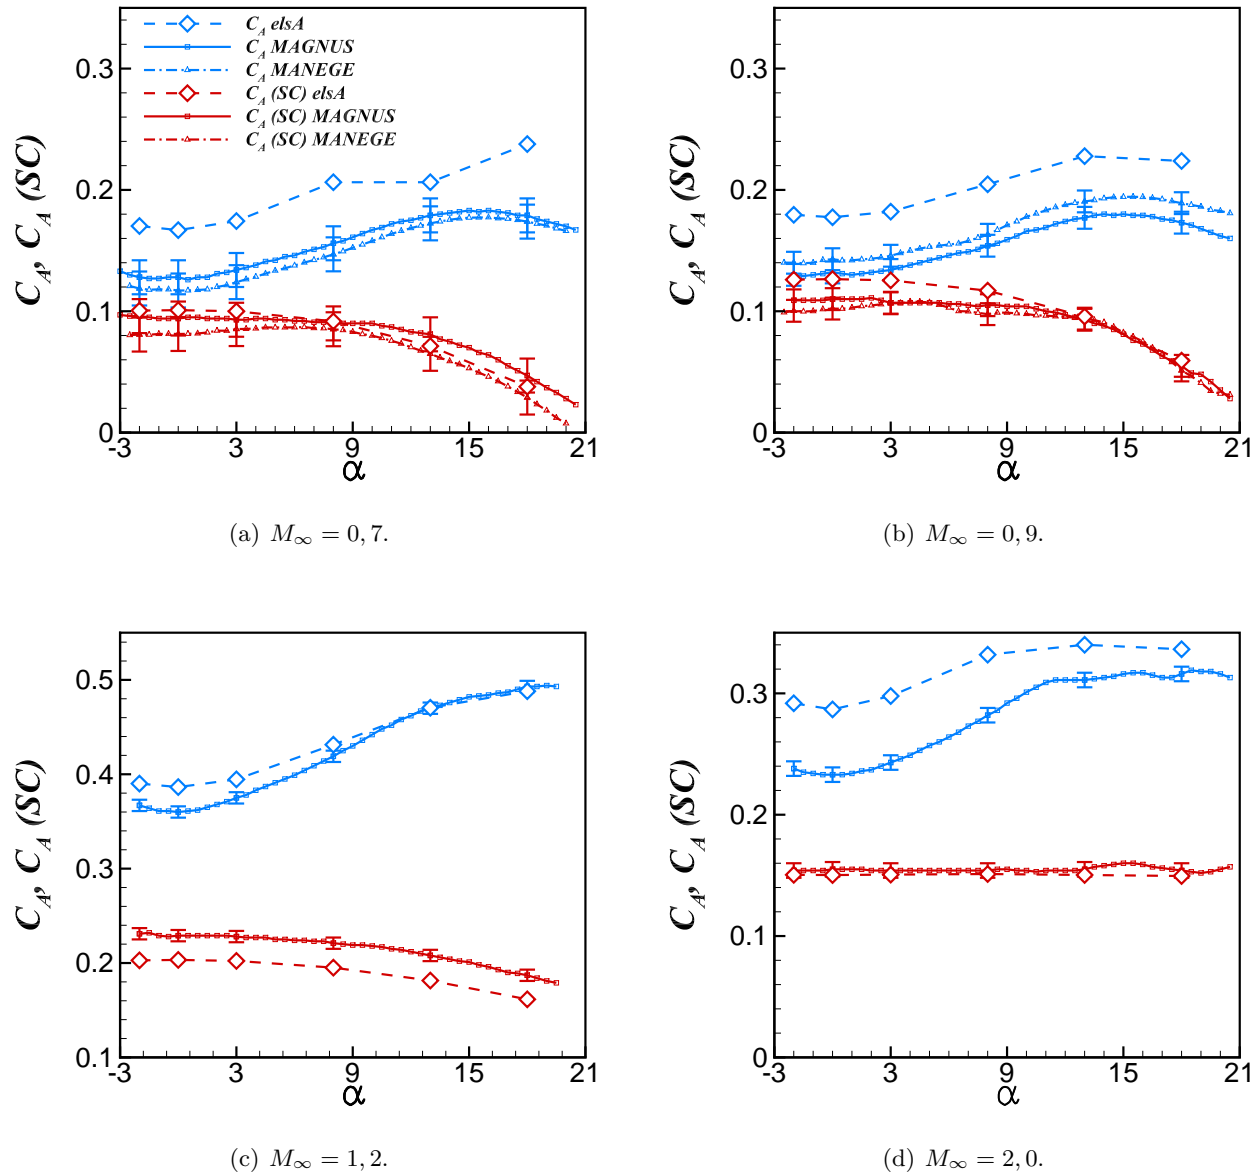 C_A elsA
C_A MAGNUS
C_A MANEGE
C_A (SC) elsA
C_A (SC) MAGNUS
C_A (SC) MANEGE
C_A, C_A (SC)
0.3
0.2
0.1
0
-3 3 9 15 21
α
(a) M∞ = 0, 7.
C_A, C_A (SC)
0.3
0.2
0.1
0
-3 3 9 15 21
α
(b) M∞ = 0, 9.
C_A, C_A (SC)
0.5
0.4
0.3
0.2
0.1
-3 3 9 15 21
α
(c) M∞ = 1, 2.
C_A, C_A (SC)
0.3
0.2
0.1
0
-3 3 9 15 21
α
(d) M∞ = 2, 0.